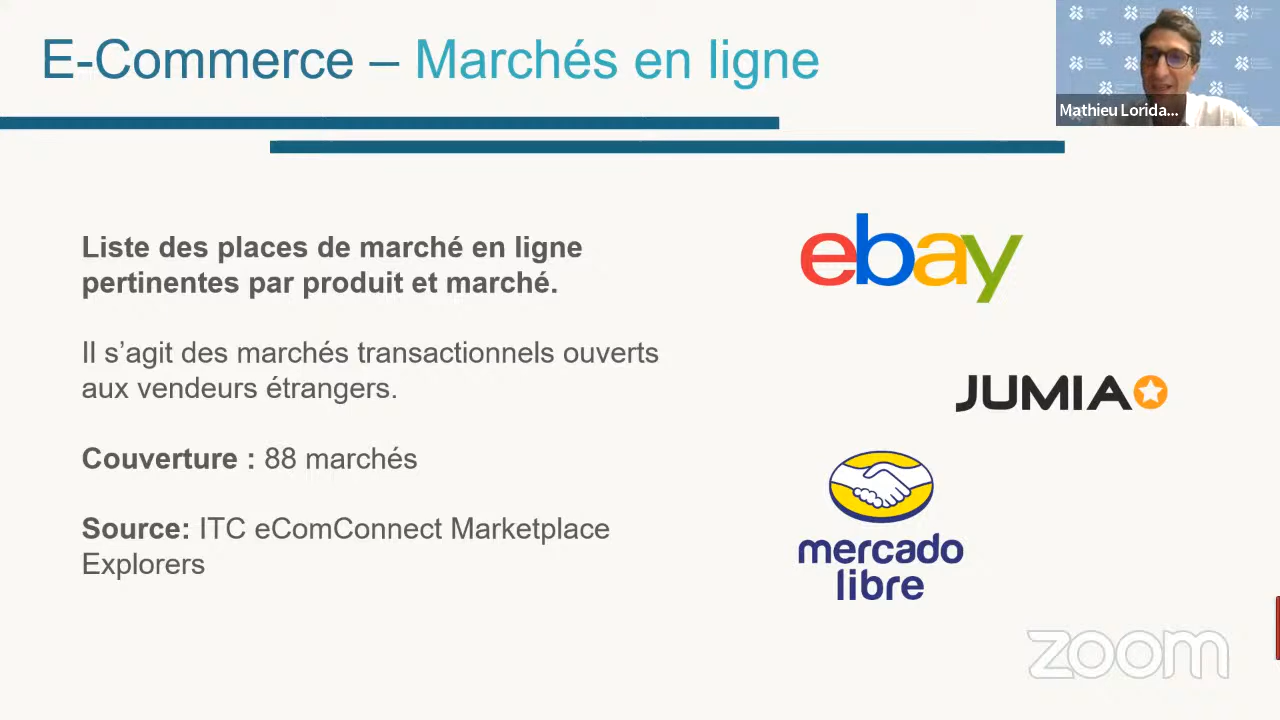 E-Commerce – Marchés en ligne
Mathieu Lorida...
Liste des places de marché en ligne
pertinentes par produit et marché.
Il s’agit des marchés transactionnels ouverts
aux vendeurs étrangers.
Couverture : 88 marchés
Source: ITC eComConnect Marketplace
Explorers
ebay
JUMIA
mercado
libre
zoom